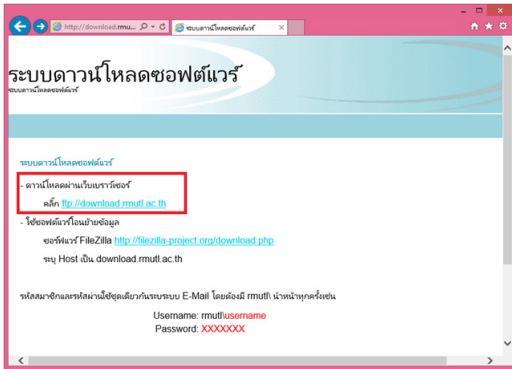 http://download.rmu...
ระบบดาวน์โหลดซอฟต์แวร์
ระบบดาวน์โหลดซอฟต์แวร์
ระบบดาวน์โหลดซอฟต์แวร์
ระบบดาวน์โหลดซอฟต์แวร์
- ดาวน์โหลดผ่านเว็บเบราว์เซอร์
คลิ๊ก ftp://download.rmutl.ac.th
- ใช้ซอฟต์แวร์โอนย้ายข้อมูล
ซอร์ฟแวร์ FileZilla http://filezilla-project.org/download.php
ระบุ Host เป็น download.rmutl.ac.th
รหัสสมาชิกและรหัสผ่านใช้ชุดเดียวกันระบระบบ E-Mail โดยต้องมี rmutl\ นำหน้าทุกครั้งเช่น
Username: rmutl\username
Password: XXXXXXX